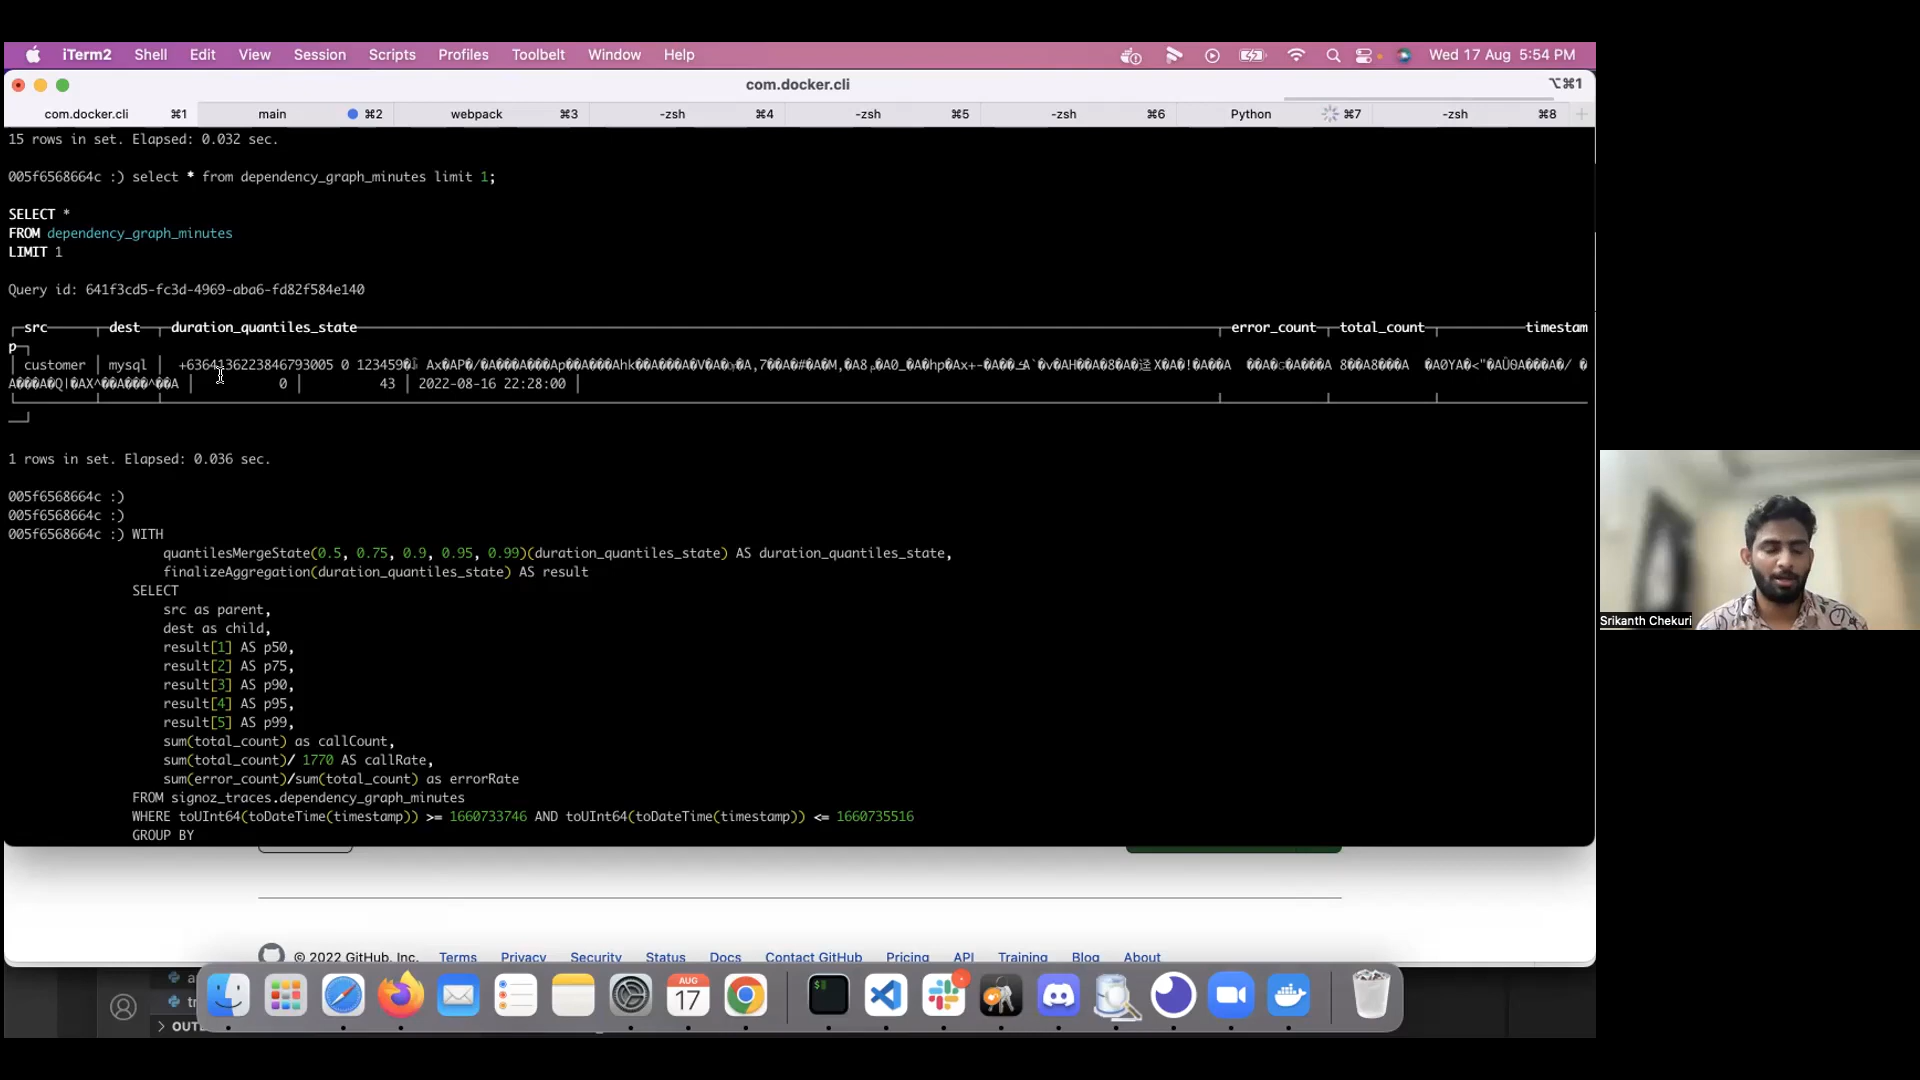 iTerm2 Shell Edit View Session Scripts Profiles Toolbelt Window Help Wed 17 Aug 5:54 PM
com.docker.cli ⌥⌘1
com.docker.cli ⌘1 main ⌘2 webpack ⌘3 -zsh ⌘4 -zsh ⌘5 -zsh ⌘6 Python ⌘7 -zsh ⌘8
15 rows in set. Elapsed: 0.032 sec.
005f6568664c :) select * from dependency_graph_minutes limit 1;
SELECT *
FROM dependency_graph_minutes
LIMIT 1
Query id: 641f3cd5-fc3d-4969-aba6-fd82f584e140
src dest duration_quantiles_state error_count total_count timestam
p
customer mysql +6364136223846793005 0 123459
0 43 2022-08-16 22:28:00
1 rows in set. Elapsed: 0.036 sec.
005f6568664c :)
005f6568664c :)
005f6568664c :) WITH
quantilesMergeState(0.5, 0.75, 0.9, 0.95, 0.99)(duration_quantiles_state) AS duration_quantiles_state,
finalizeAggregation(duration_quantiles_state) AS result
SELECT
src as parent,
dest as child,
result[1] AS p50,
result[2] AS p75,
result[3] AS p90,
result[4] AS p95,
result[5] AS p99,
sum(total_count) as callCount,
sum(total_count)/ 1770 AS callRate,
sum(error_count)/sum(total_count) as errorRate
FROM signoz_traces.dependency_graph_minutes
WHERE toUInt64(toDateTime(timestamp)) >= 1660733746 AND toUInt64(toDateTime(timestamp)) <= 1660735516
GROUP BY
Srikanth Chekuri
© 2022 GitHub, Inc. Terms Privacy Security Status Docs Contact GitHub Pricing API Training Blog About
AUG
17